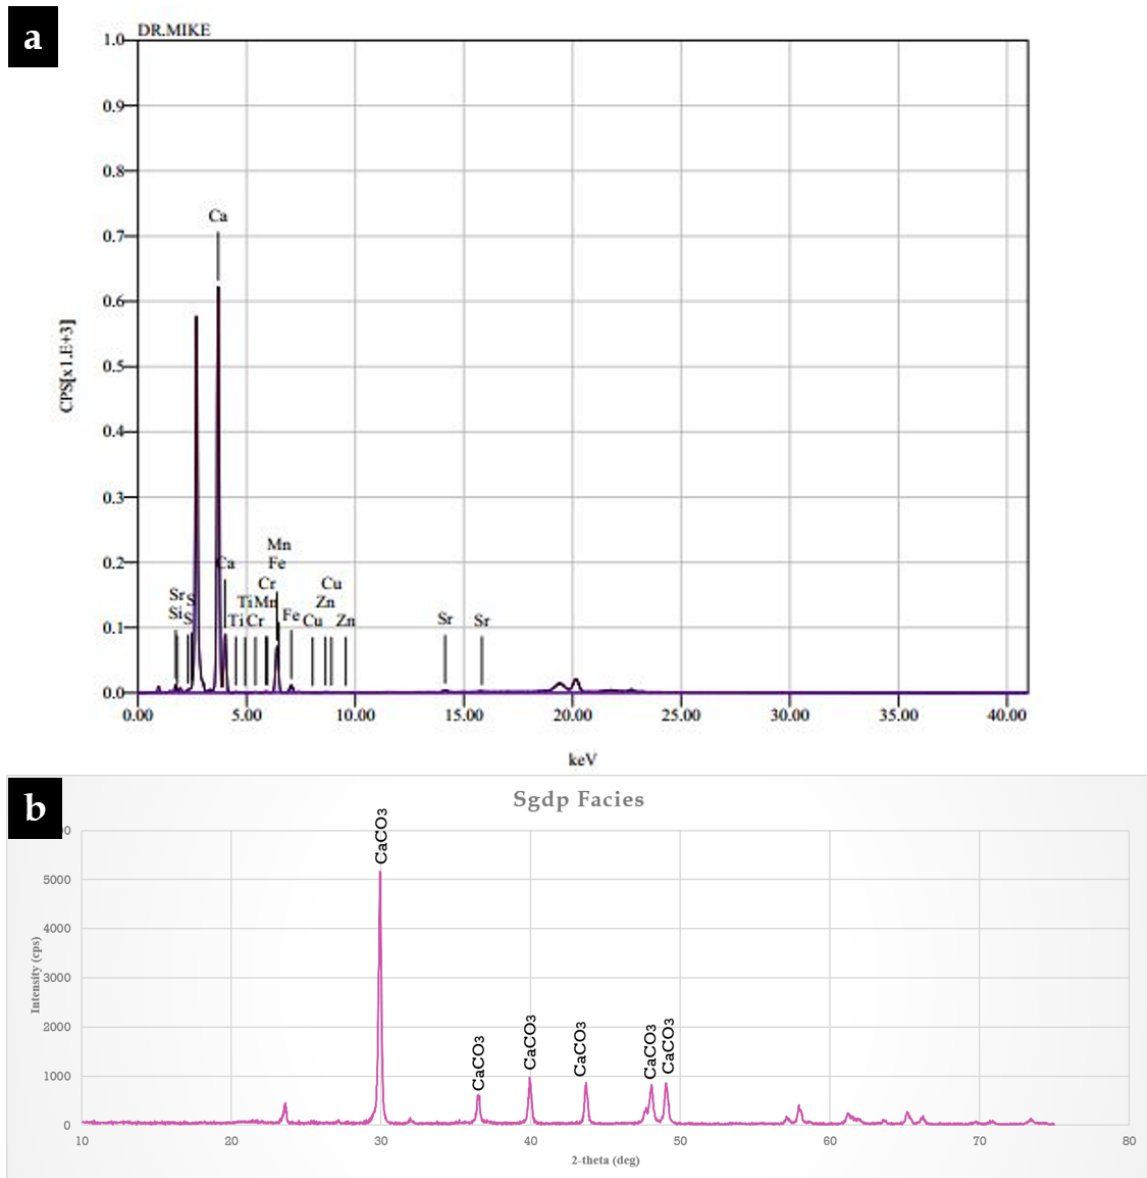 a
DR.MIKE
1.0
0.9
0.8
0.7
0.6
0.5
0.4
0.3
0.2
0.1
0.0
CPS[x1.E+3]
Ca
Ca
Mn
Fe
Cr
Cu
Sr
S
Ti
Mn
Zn
Si
S
Ti
Cr
Fe
Cu
Zn
Sr
Sr
0.00 5.00 10.00 15.00 20.00 25.00 30.00 35.00 40.00
keV
b
Sgdp Facies
5000
4000
3000
2000
1000
0
Intensity (cps)
CaCO3
CaCO3
CaCO3
CaCO3
CaCO3
CaCO3
10 20 30 40 50 60 70 80
2-theta (deg)